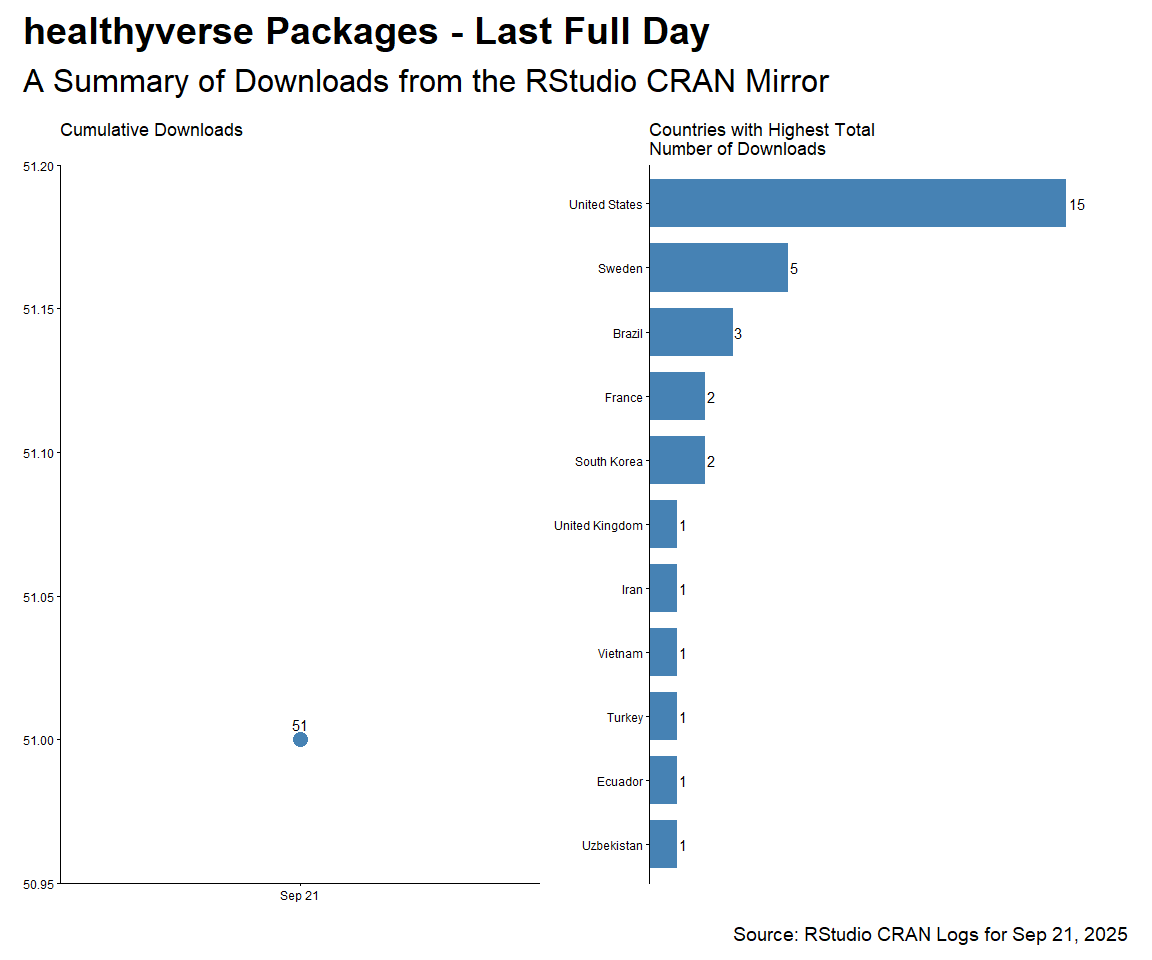 healthyverse Packages - Last Full Day
A Summary of Downloads from the RStudio CRAN Mirror
Cumulative Downloads
51.20
51.15
51.10
51.05
51.00
50.95
51
Sep 21
Countries with Highest Total
Number of Downloads
United States 15
Sweden 5
Brazil 3
France 2
South Korea 2
United Kingdom 1
Iran 1
Vietnam 1
Turkey 1
Ecuador 1
Uzbekistan 1
Source: RStudio CRAN Logs for Sep 21, 2025